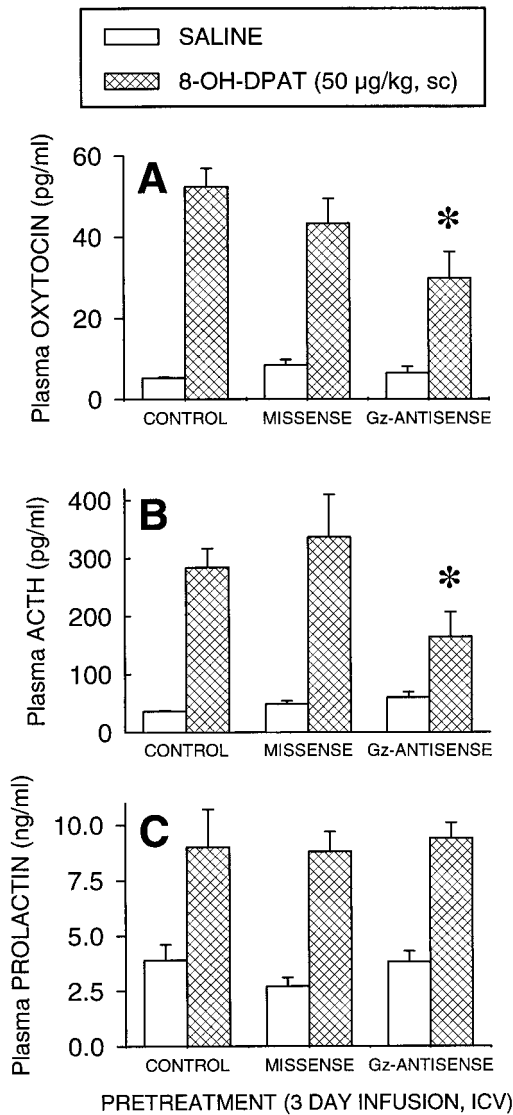 SALINE
8-OH-DPAT (50 µg/kg, sc)
Plasma OXYTOCIN (pg/ml)
A
60
40
20
0
*
CONTROL MISSENSE Gz-ANTISENSE
Plasma ACTH (pg/ml)
B
400
300
200
100
0
*
CONTROL MISSENSE Gz-ANTISENSE
Plasma PROLACTIN (ng/ml)
C
10.0
7.5
5.0
2.5
0.0
CONTROL MISSENSE Gz-ANTISENSE
PRETREATMENT (3 DAY INFUSION, ICV)